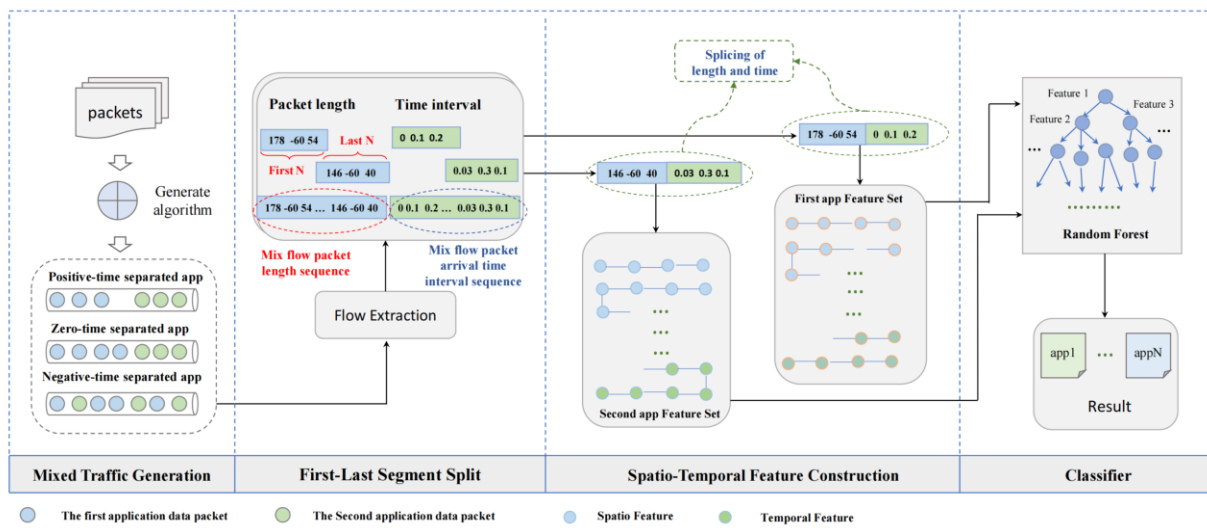 packets
Generate
algorithm
Positive-time separated app
Zero-time separated app
Negative-time separated app
Packet length
Time interval
178 -60 54
Last N
0 0.1 0.2
First N
146 -60 40
0.03 0.3 0.1
178 -60 54 ... 146 -60 40
0 0.1 0.2 ... 0.03 0.3 0.1
Mix flow packet
length sequence
Mix flow packet
arrival time
interval sequence
Flow Extraction
Splicing of
length and time
178 -60 54
0 0.1 0.2
146 -60 40
0.03 0.3 0.1
First app Feature Set
...
...
...
...
Second app Feature Set
Feature 1
Feature 2
Feature 3
...
...
.........
Random Forest
app1
...
appN
Result
Mixed Traffic Generation
First-Last Segment Split
Spatio-Temporal Feature Construction
Classifier
The first application data packet
The Second application data packet
Spatio Feature
Temporal Feature